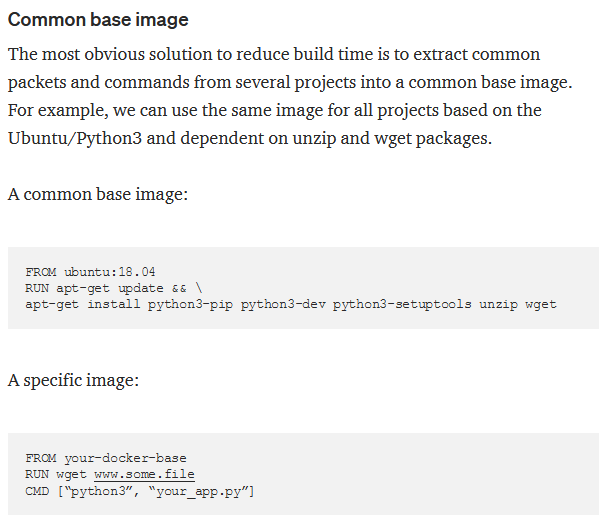 Common base image
The most obvious solution to reduce build time is to extract common
packets and commands from several projects into a common base image.
For example, we can use the same image for all projects based on the
Ubuntu/Python3 and dependent on unzip and wget packages.
A common base image:
FROM ubuntu:18.04
RUN apt-get update && \
apt-get install python3-pip python3-dev python3-setuptools unzip wget
A specific image:
FROM your-docker-base
RUN wget www.some.file
CMD [“python3”, “your_app.py”]